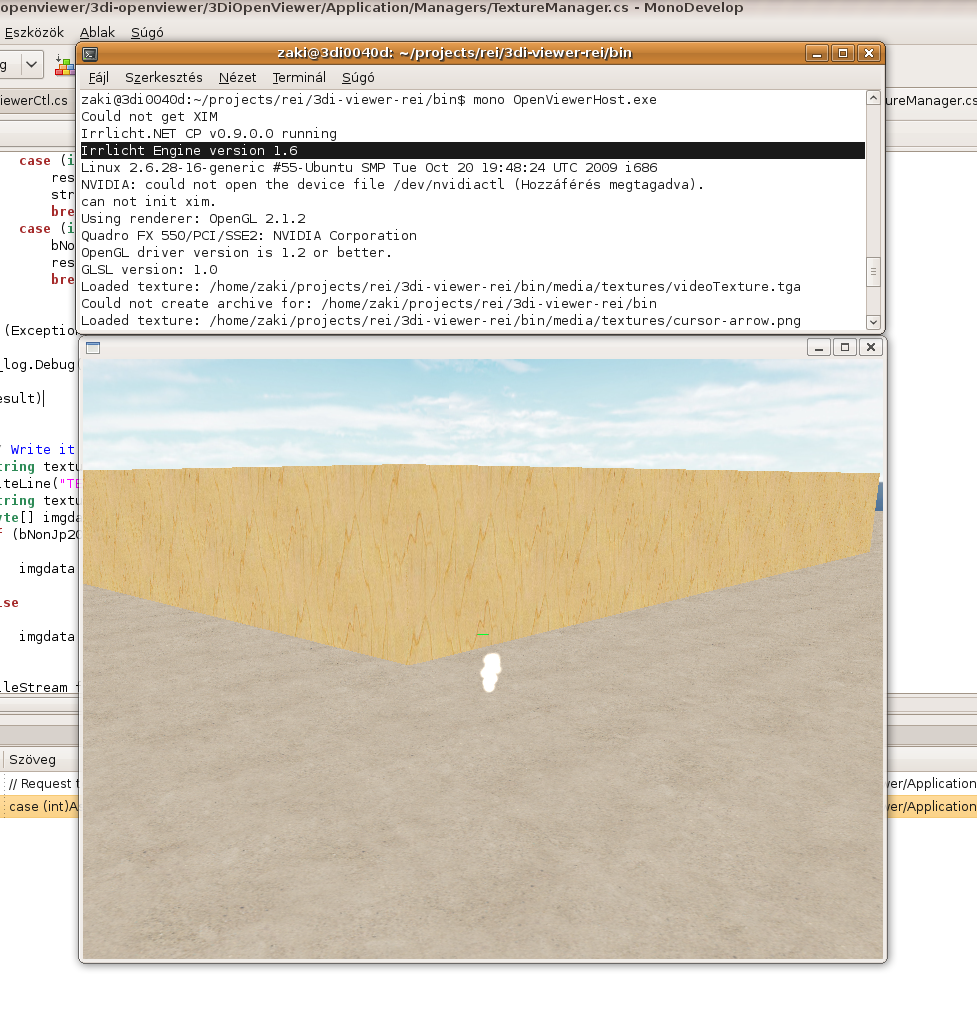 openviewer/3di-openviewer/3DiOpenViewer/Application/Managers/TextureManager.cs - MonoDevelop
Eszközök Ablak Súgó
zaki@3di0040d: ~/projects/rei/3di-viewer-rei/bin
Fájl Szerkesztés Nézet Terminál Súgó
iewerCtl.cs
ureManager.cs
zaki@3di0040d:~/projects/rei/3di-viewer-rei/bin$ mono OpenViewerHost.exe
Could not get XIM
Irrlicht.NET CP v0.9.0.0 running
Irrlicht Engine version 1.6
Linux 2.6.28-16-generic #55-Ubuntu SMP Tue Oct 20 19:48:24 UTC 2009 i686
NVIDIA: could not open the device file /dev/nvidiactl (Hozzáférés megtagadva).
can not init xim.
Using renderer: OpenGL 2.1.2
Quadro FX 550/PCI/SSE2: NVIDIA Corporation
OpenGL driver version is 1.2 or better.
GLSL version: 1.0
Loaded texture: /home/zaki/projects/rei/3di-viewer-rei/bin/media/textures/videoTexture.tga
Could not create archive for: /home/zaki/projects/rei/3di-viewer-rei/bin
Loaded texture: /home/zaki/projects/rei/3di-viewer-rei/bin/media/textures/cursor-arrow.png
case (i
res
str
bre
case (i
bNo
res
bre
(Exceptio
_log.Debug
esult)
Write it
tring textu
iteLine("TE
tring textu
yte[] imgda
f (bNonJp20
imgdata
lse
imgdata
ileStream f
Szöveg
// Request t
er/Application
case (int)A
er/Application